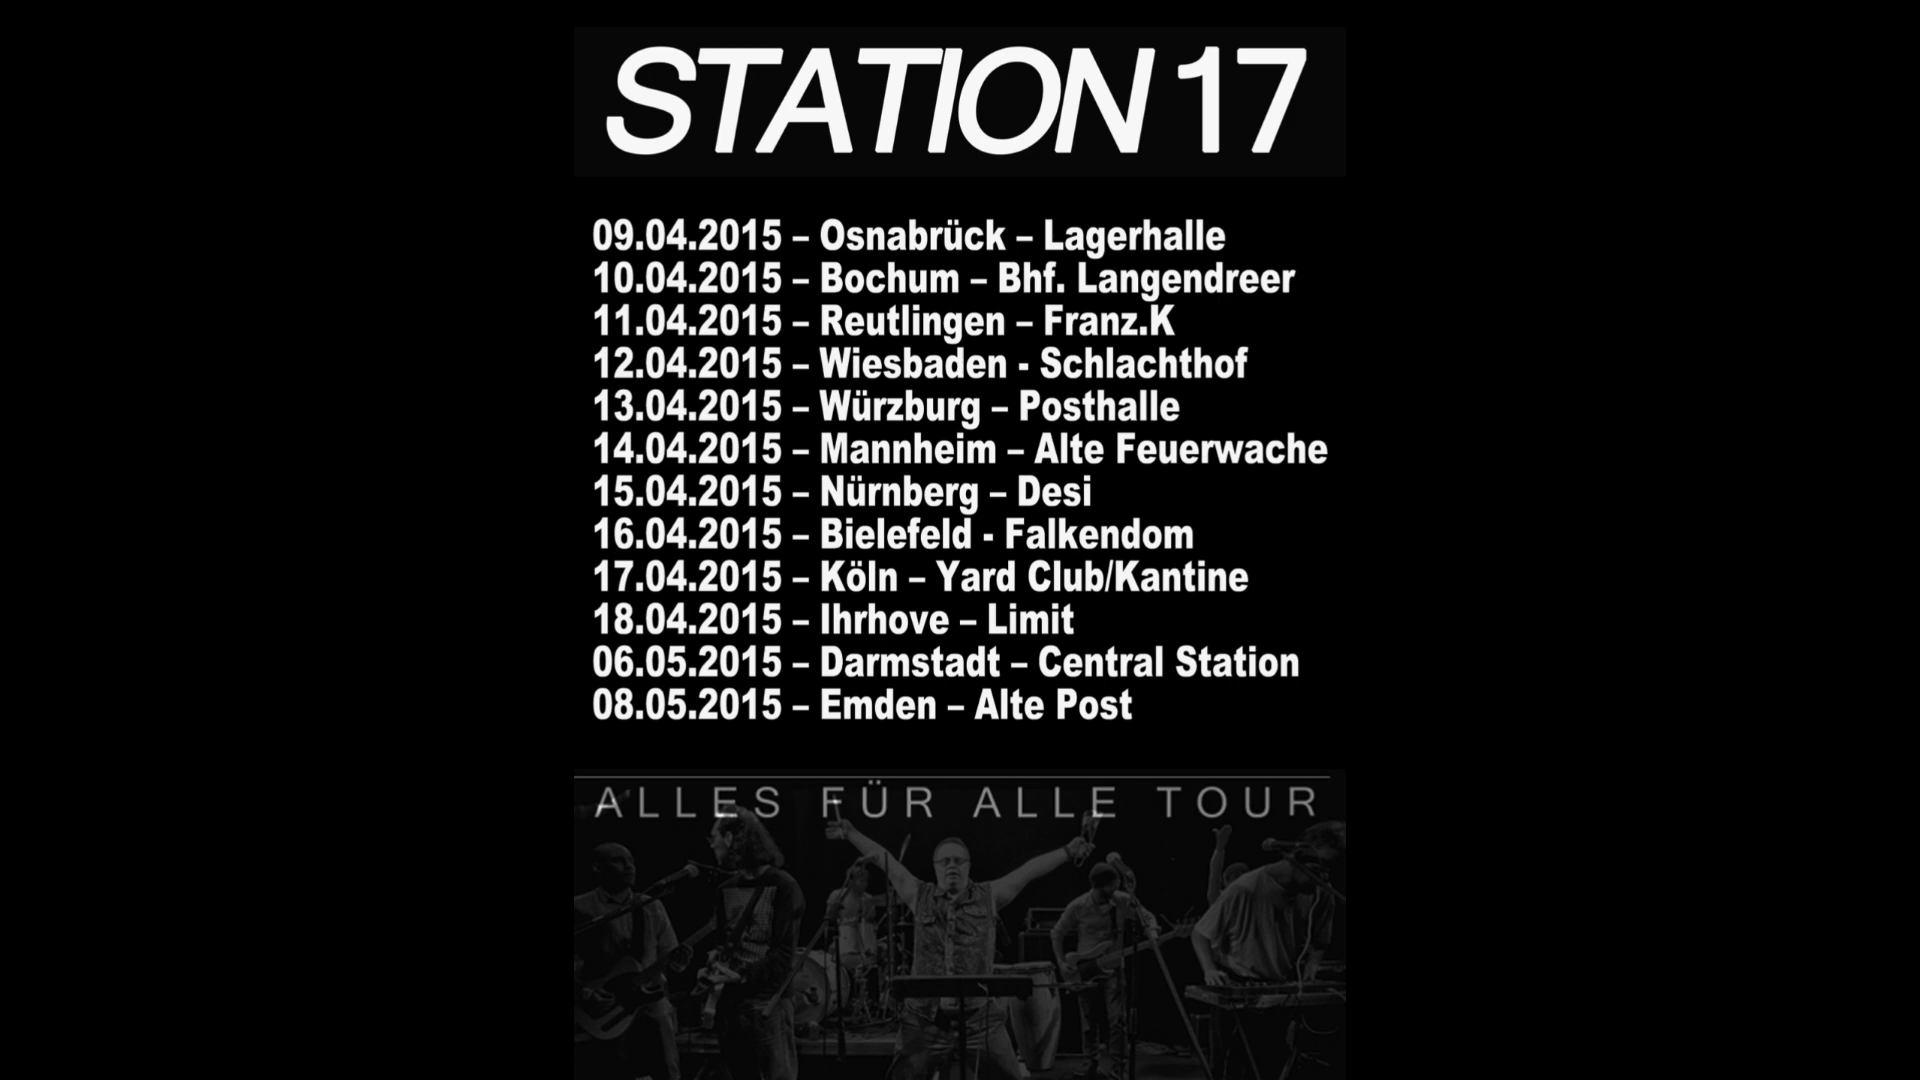 STATION 17
09.04.2015 – Osnabrück – Lagerhalle
10.04.2015 – Bochum – Bhf. Langendreer
11.04.2015 – Reutlingen – Franz.K
12.04.2015 – Wiesbaden - Schlachthof
13.04.2015 – Würzburg – Posthalle
14.04.2015 – Mannheim – Alte Feuerwache
15.04.2015 – Nürnberg – Desi
16.04.2015 – Bielefeld - Falkendom
17.04.2015 – Köln – Yard Club/Kantine
18.04.2015 – Ihrhove – Limit
06.05.2015 – Darmstadt – Central Station
08.05.2015 – Emden – Alte Post
ALLES FÜR ALLE TOUR